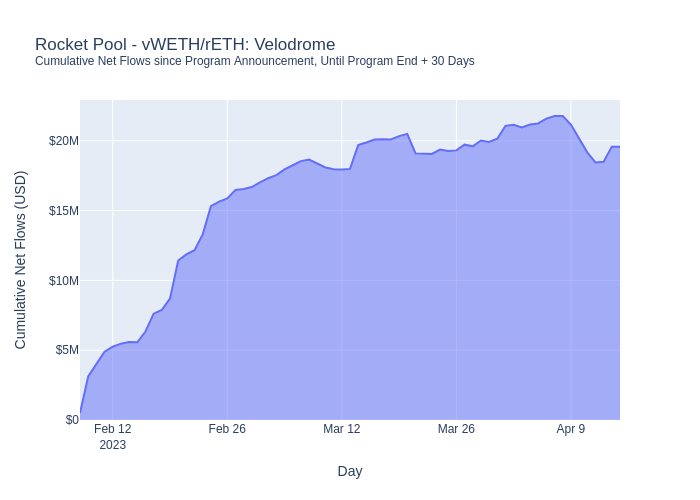 Rocket Pool - vWETH/rETH: Velodrome
Cumulative Net Flows since Program Announcement, Until Program End + 30 Days
Cumulative Net Flows (USD)
$20M
$15M
$10M
$5M
$0
Feb 12
2023
Feb 26
Mar 12
Mar 26
Apr 9
Day